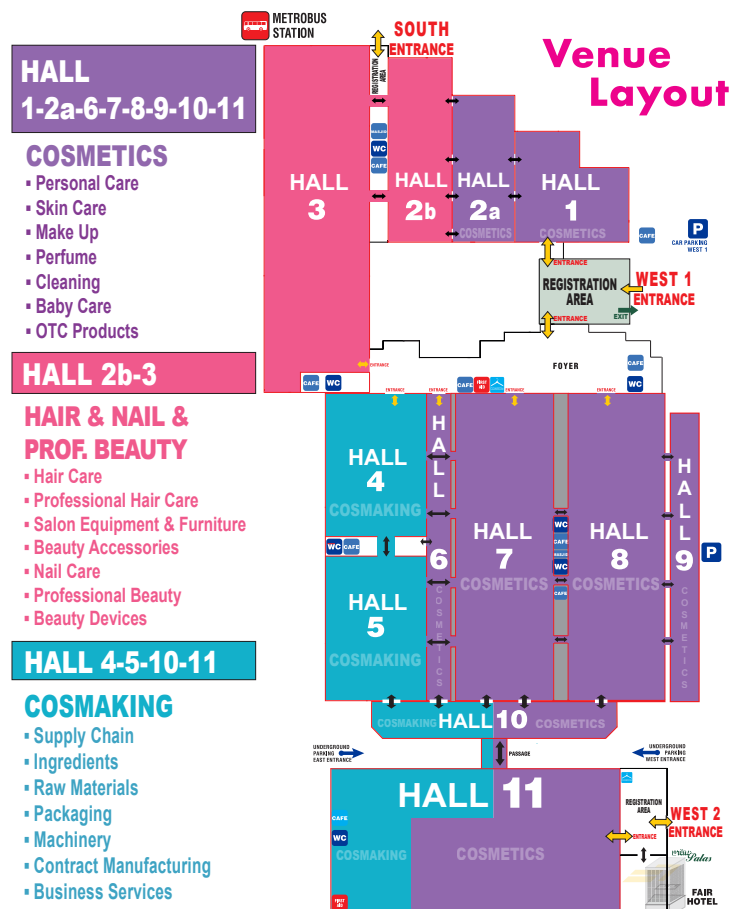 METROBUS
STATION
SOUTH
ENTRANCE
Venue
Layout
HALL
1-2a-6-7-8-9-10-11
COSMETICS
▪ Personal Care
▪ Skin Care
▪ Make Up
▪ Perfume
▪ Cleaning
▪ Baby Care
▪ OTC Products
HALL 2b-3
HAIR & NAIL &
PROF. BEAUTY
▪ Hair Care
▪ Professional Hair Care
▪ Salon Equipment & Furniture
▪ Beauty Accessories
▪ Nail Care
▪ Professional Beauty
▪ Beauty Devices
HALL 4-5-10-11
COSMAKING
▪ Supply Chain
▪ Ingredients
▪ Raw Materials
▪ Packaging
▪ Machinery
▪ Contract Manufacturing
▪ Business Services
REGISTRATION
AREA
MASJID
WC
CAFE
HALL
3
HALL
2b
HALL
2a
COSMETICS
HALL
1
COSMETICS
CAFE
P
CAR PARKING
WEST 1
ENTRANCE
REGISTRATION
AREA
WEST 1
ENTRANCE
EXIT
ENTRANCE
FOYER
CAFE
WC
ENTRANCE
CAFE
WC
ENTRANCE
ENTRANCE
CAFE
FIRST
AID
ENTRANCE
ENTRANCE
HALL
4
COSMAKING
WC
CAFE
HALL
5
COSMAKING
HALL
6
COSMETICS
HALL
7
COSMETICS
WC
CAFE
MASJID
WC
CAFE
HALL
8
COSMETICS
HALL
9
COSMETICS
P
COSMAKING
HALL 10
COSMETICS
UNDERGROUND
PARKING
EAST ENTRANCE
PASSAGE
UNDERGROUND
PARKING
WEST ENTRANCE
HALL 11
CAFE
WC
COSMAKING
COSMETICS
FIRST
AID
REGISTRATION
AREA
WEST 2
ENTRANCE
ENTRANCE
Salas
FAIR
HOTEL